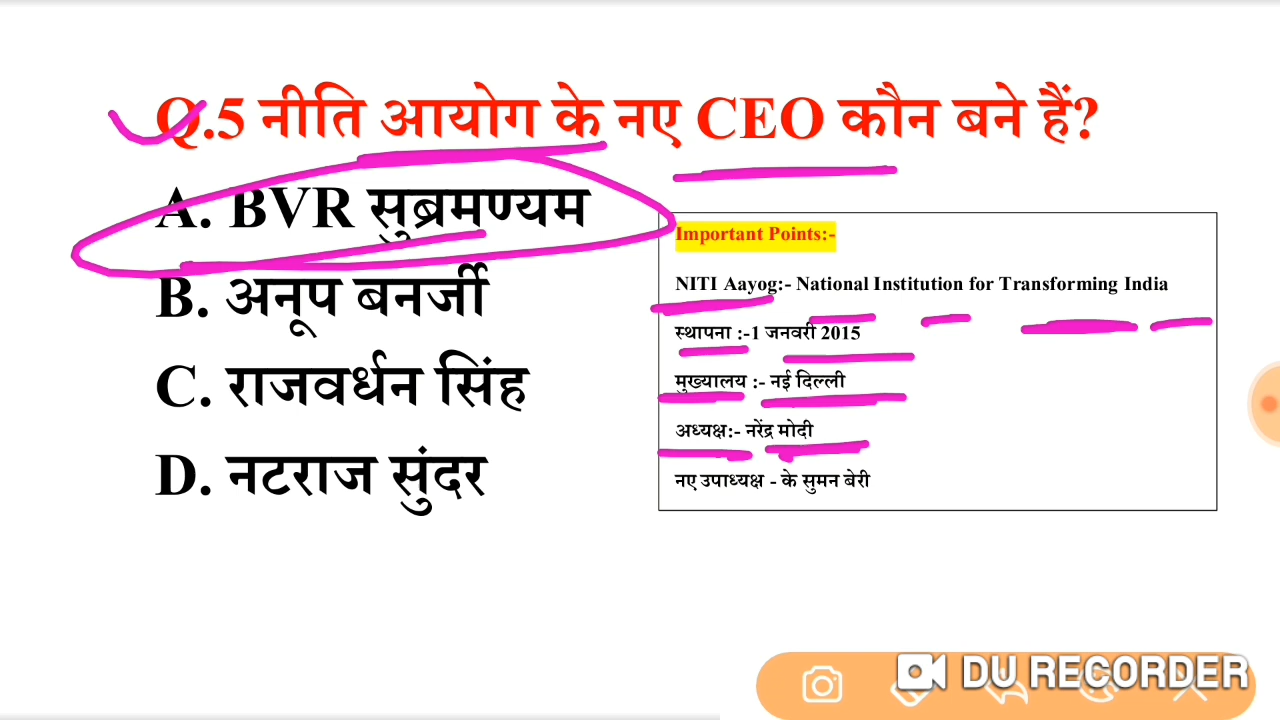 Q.5 नीति आयोग के नए CEO कौन बने हैं?
A. BVR सुब्रमण्यम
B. अनूप बनर्जी
C. राजवर्धन सिंह
D. नटराज सुंदर
Important Points:-
NITI Aayog:- National Institution for Transforming India
स्थापना :-1 जनवरी 2015
मुख्यालय :- नई दिल्ली
अध्यक्ष:- नरेंद्र मोदी
नए उपाध्यक्ष - के सुमन बेरी
DU RECORDER